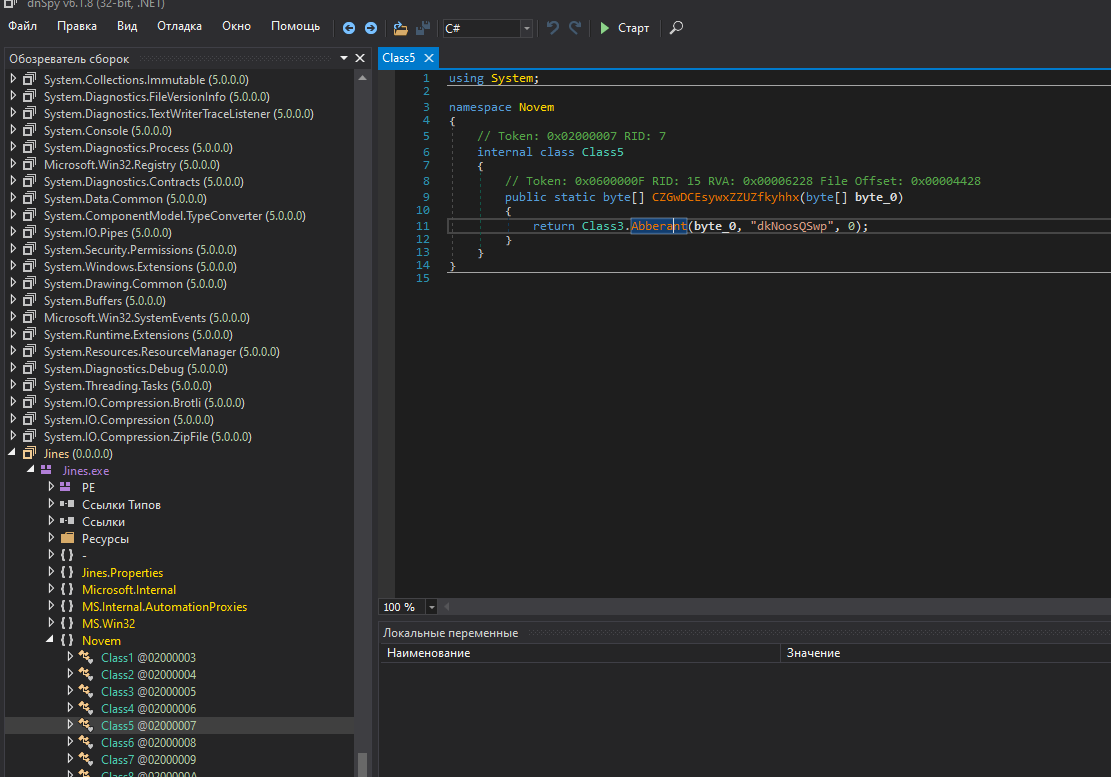 dnSpy v6.1.8 (32-bit, .NET)
Файл Правка Вид Отладка Окно Помощь C# Старт
Обозреватель сборок
System.Collections.Immutable (5.0.0.0)
System.Diagnostics.FileVersionInfo (5.0.0.0)
System.Diagnostics.TextWriterTraceListener (5.0.0.0)
System.Console (5.0.0.0)
System.Diagnostics.Process (5.0.0.0)
Microsoft.Win32.Registry (5.0.0.0)
System.Diagnostics.Contracts (5.0.0.0)
System.Data.Common (5.0.0.0)
System.ComponentModel.TypeConverter (5.0.0.0)
System.IO.Pipes (5.0.0.0)
System.Security.Permissions (5.0.0.0)
System.Windows.Extensions (5.0.0.0)
System.Drawing.Common (5.0.0.0)
System.Buffers (5.0.0.0)
Microsoft.Win32.SystemEvents (5.0.0.0)
System.Runtime.Extensions (5.0.0.0)
System.Resources.ResourceManager (5.0.0.0)
System.Diagnostics.Debug (5.0.0.0)
System.Threading.Tasks (5.0.0.0)
System.IO.Compression.Brotli (5.0.0.0)
System.IO.Compression (5.0.0.0)
System.IO.Compression.ZipFile (5.0.0.0)
Jines (0.0.0.0)
Jines.exe
PE
Ссылки Типов
Ссылки
Ресурсы
{ } -
{ } Jines.Properties
{ } Microsoft.Internal
{ } MS.Internal.AutomationProxies
{ } MS.Win32
{ } Novem
Class1 @02000003
Class2 @02000004
Class3 @02000005
Class4 @02000006
Class5 @02000007
Class6 @02000008
Class7 @02000009
Class8 @0200000A
Class5
1 using System;
2
3 namespace Novem
4 {
5 // Token: 0x02000007 RID: 7
6 internal class Class5
7 {
8 // Token: 0x0600000F RID: 15 RVA: 0x00006228 File Offset: 0x00004428
9 public static byte[] CZGwDCEsywxZZUZfkyhhx(byte[] byte_0)
10 {
11 return Class3.Abberant(byte_0, "dkNoosQSwp", 0);
12 }
13 }
14 }
15
100 %
Локальные переменные
Наименование Значение